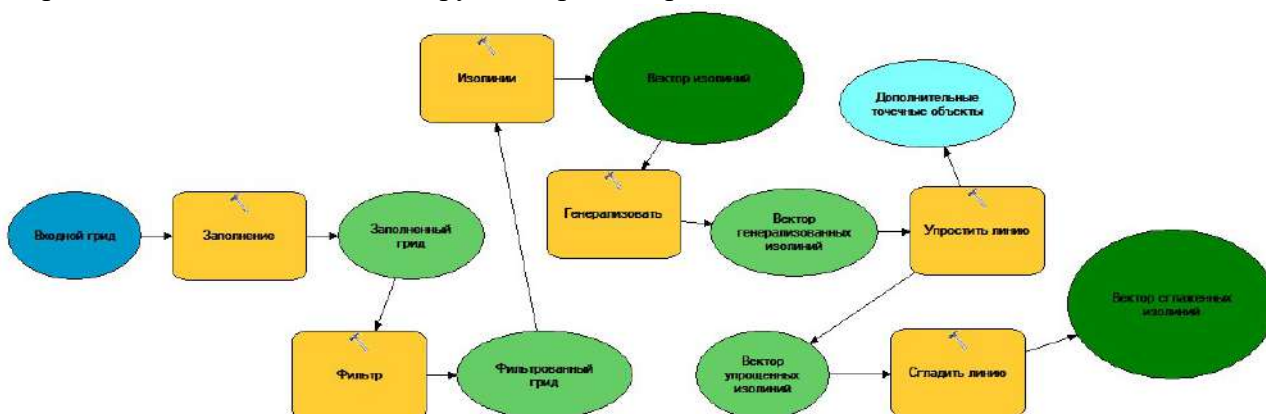 Входной грид
Заполнение
Заполненный
грид
Фильтр
Фильтрованный
грид
Изолинии
Вектор изолиний
Генерализовать
Вектор
генерализованных
изолиний
Упростить линию
Дополнительные
точечные объекты
Вектор
упрощенных
изолиний
Сгладить линию
Вектор сглаженных
изолиний